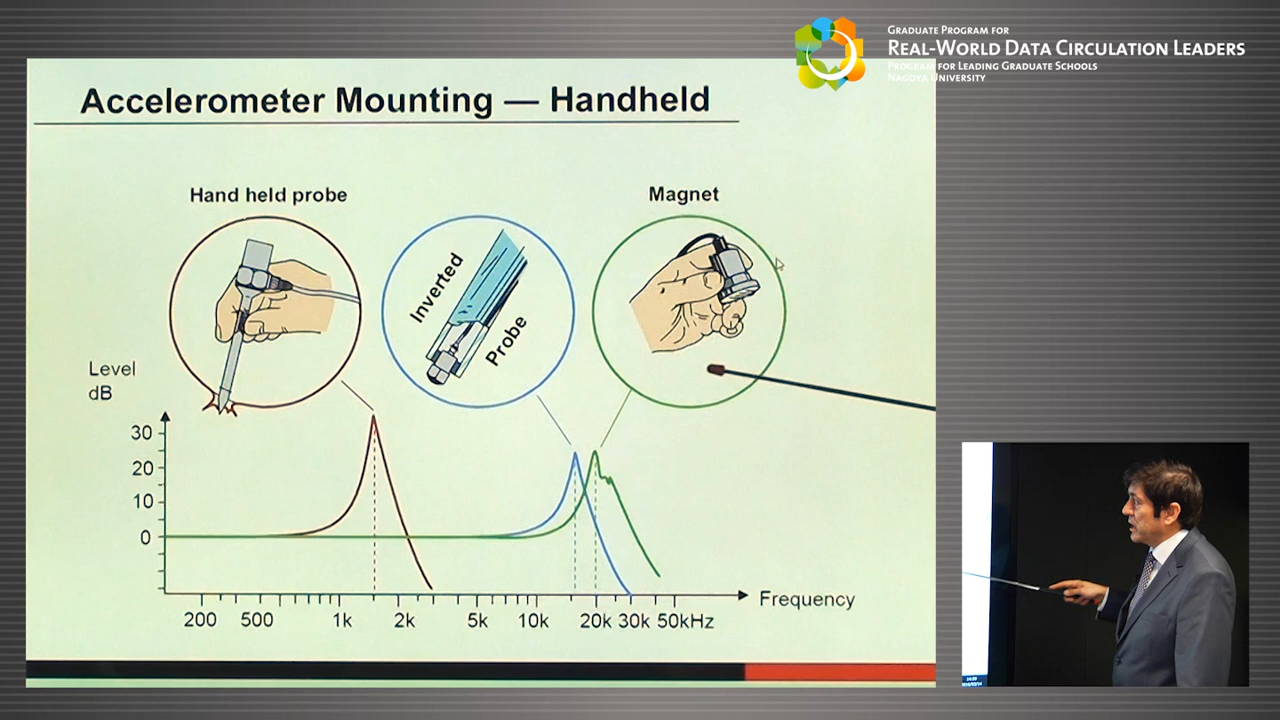 GRADUATE PROGRAM FOR
REAL-WORLD DATA CIRCULATION LEADERS
PROGRAM FOR LEADING GRADUATE SCHOOLS
NAGOYA UNIVERSITY
Accelerometer Mounting — Handheld
Hand held probe
Magnet
Inverted
Probe
Level
dB
30
20
10
0
200 500 1k 2k 5k 10k 20k 30k 50kHz
Frequency